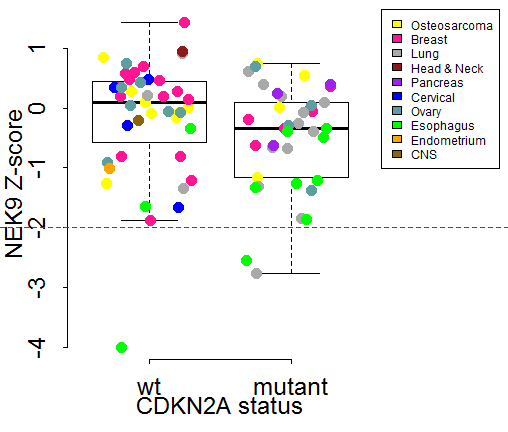 NEK9 Z-score
1
0
-1
-2
-3
-4
wt
mutant
CDKN2A status
Osteosarcoma
Breast
Lung
Head & Neck
Pancreas
Cervical
Ovary
Esophagus
Endometrium
CNS